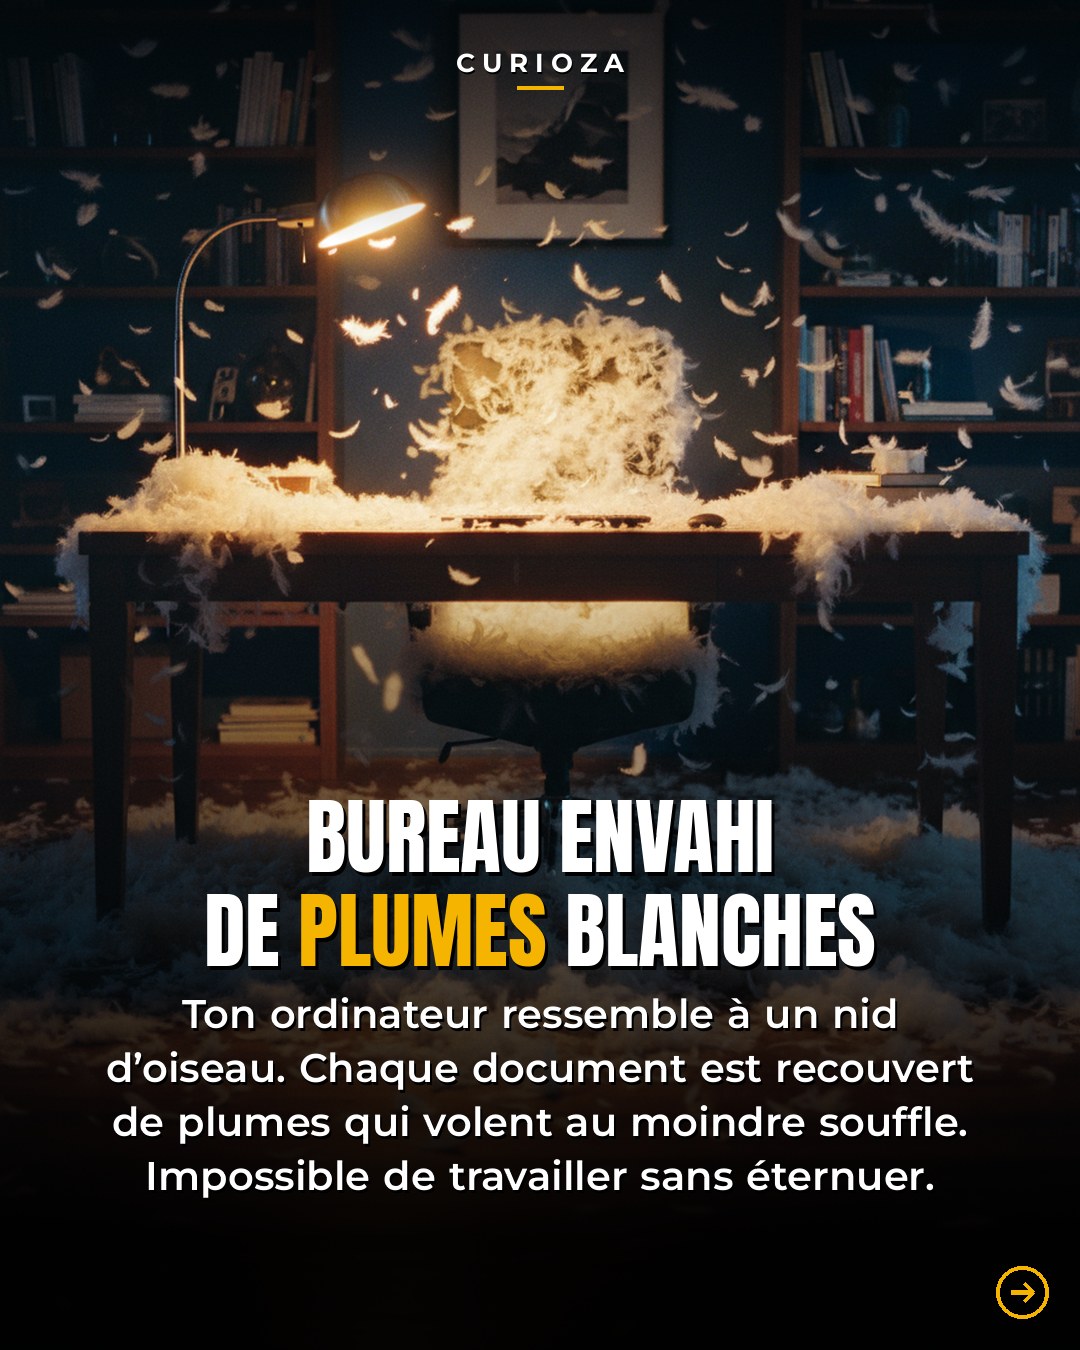 CURIOZA
BUREAU ENVAHI
DE PLUMES BLANCHES
Ton ordinateur ressemble à un nid
d’oiseau. Chaque document est recouvert
de plumes qui volent au moindre souffle.
Impossible de travailler sans éternuer.